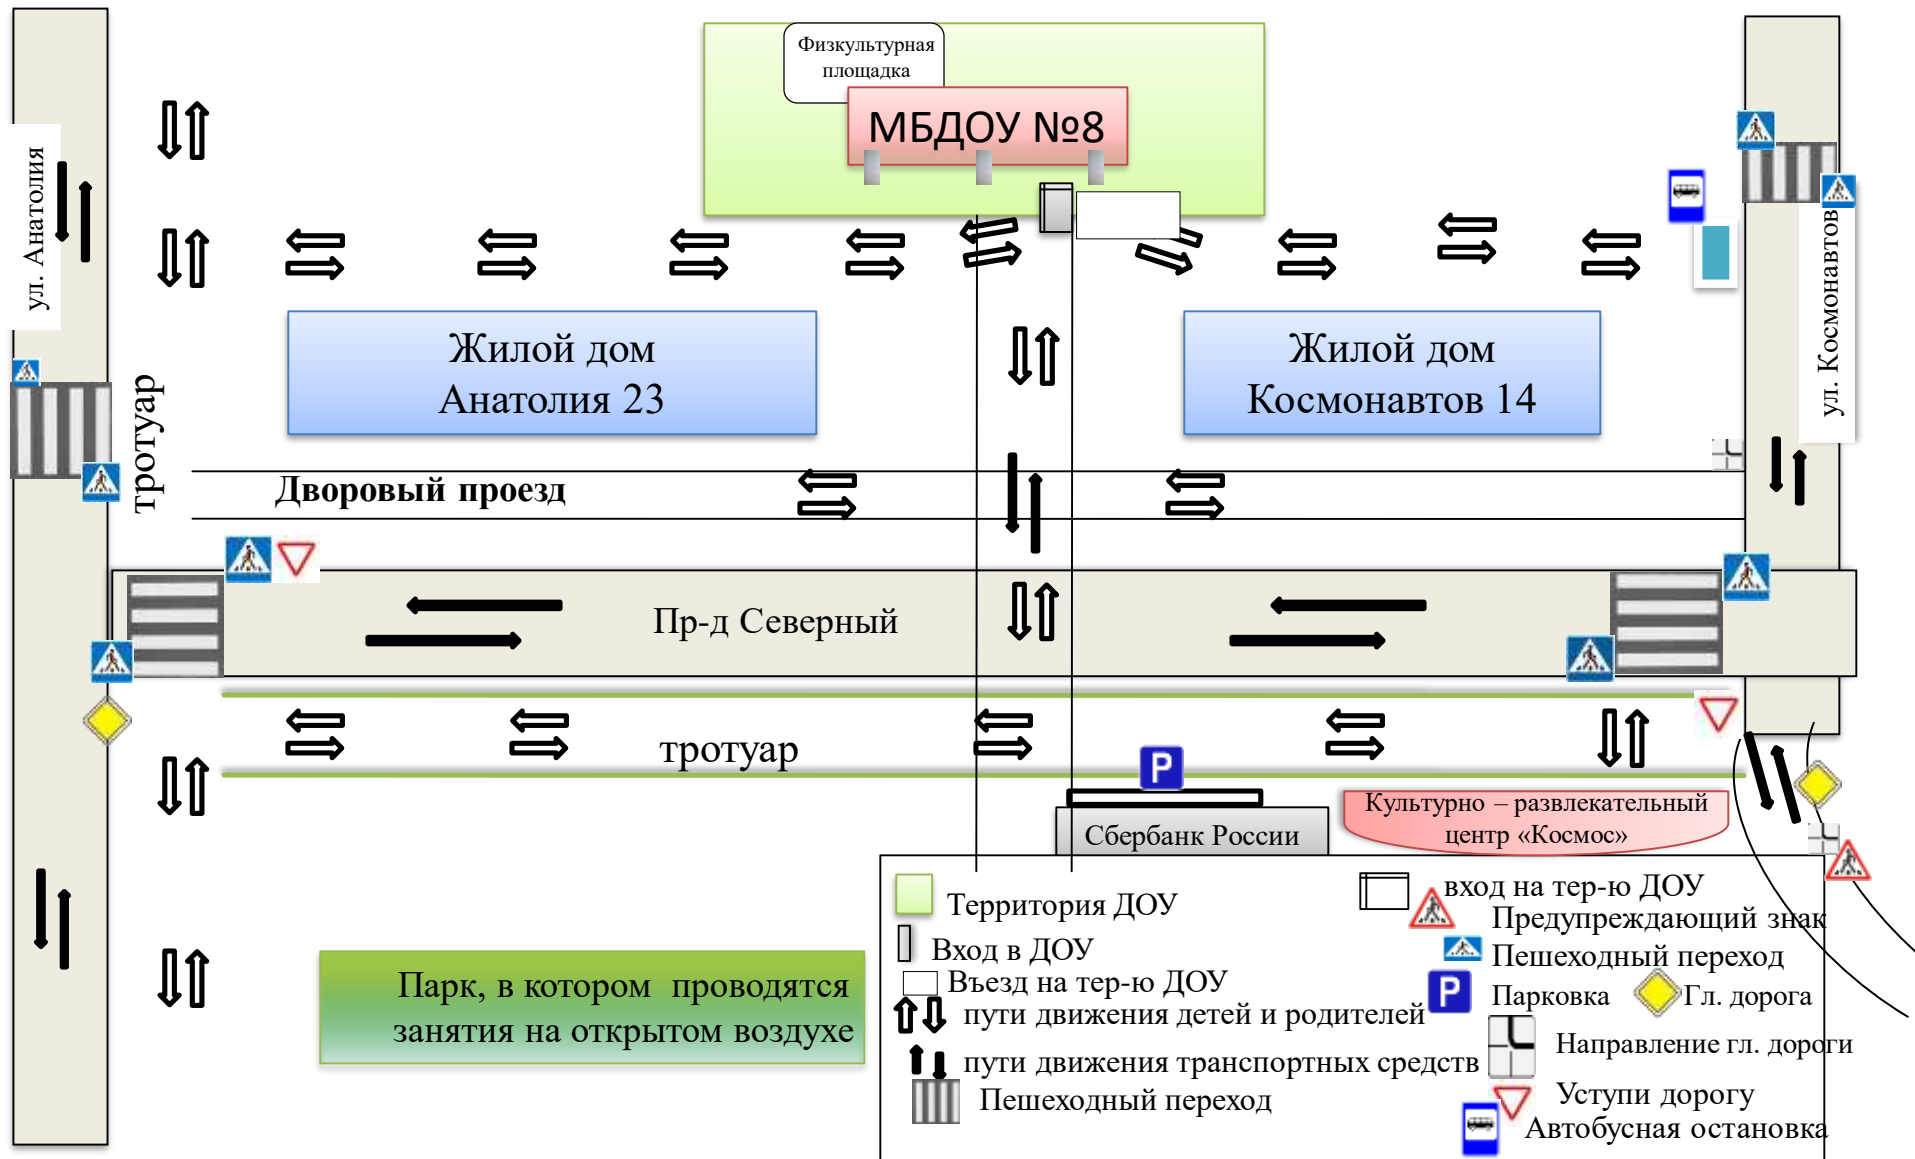 Физкультурная
площадка
МБДОУ №8
ул. Анатолия
ул. Космонавтов
Жилой дом
Анатолия 23
Жилой дом
Космонавтов 14
тротуар
Дворовый проезд
Пр-д Северный
тротуар
P
Сбербанк России
Культурно – развлекательный
центр «Космос»
Парк, в котором проводятся
занятия на открытом воздухе
Территория ДОУ
Вход в ДОУ
Въезд на тер-ю ДОУ
пути движения детей и родителей
пути движения транспортных средств
Пешеходный переход
вход на тер-ю ДОУ
Предупреждающий знак
Пешеходный переход
P
Парковка
Гл. дорога
Направление гл. дороги
Уступи дорогу
Автобусная остановка